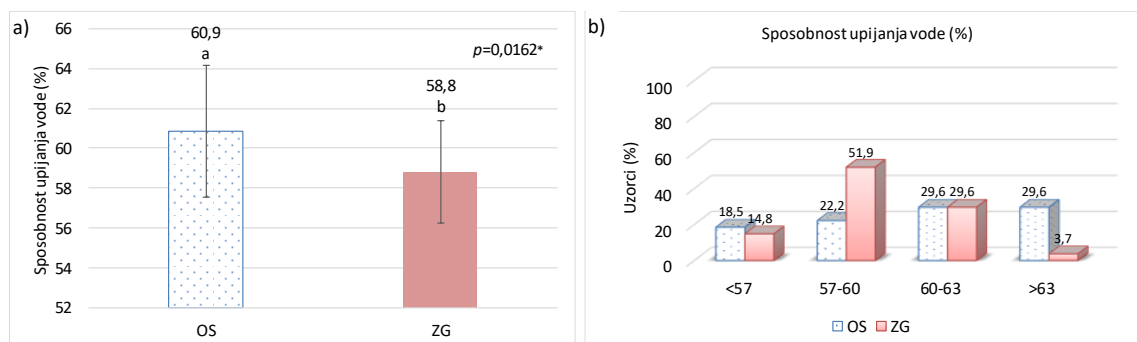 a)
Sposobnost upijanja vode (%)
66
64
62
60
58
56
54
52
60,9
a
58,8
b
p=0,0162*
OS
ZG
b)
Sposobnost upijanja vode (%)
Uzorci (%)
100
80
60
40
20
0
18,5
14,8
22,2
51,9
29,6
29,6
29,6
3,7
<57
57-60
60-63
>63
OS
ZG